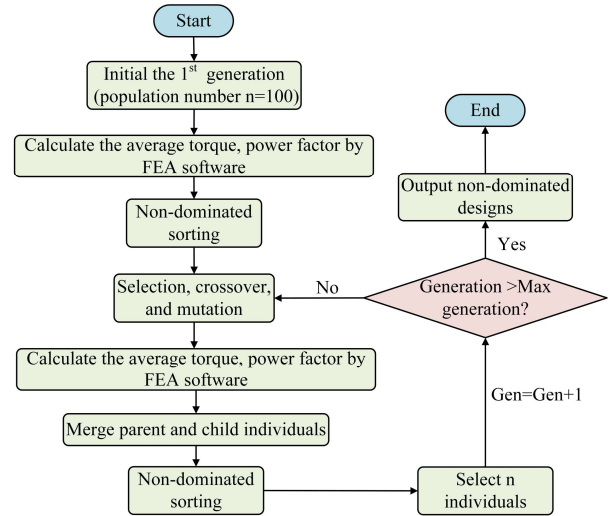 Start
Initial the 1st generation
(population number n=100)
Calculate the average torque, power factor by
FEA software
Non-dominated
sorting
Selection, crossover,
and mutation
Calculate the average torque, power factor by
FEA software
Merge parent and child individuals
Non-dominated
sorting
Select n
individuals
Gen=Gen+1
Generation >Max
generation?
No
Yes
Output non-dominated
designs
End